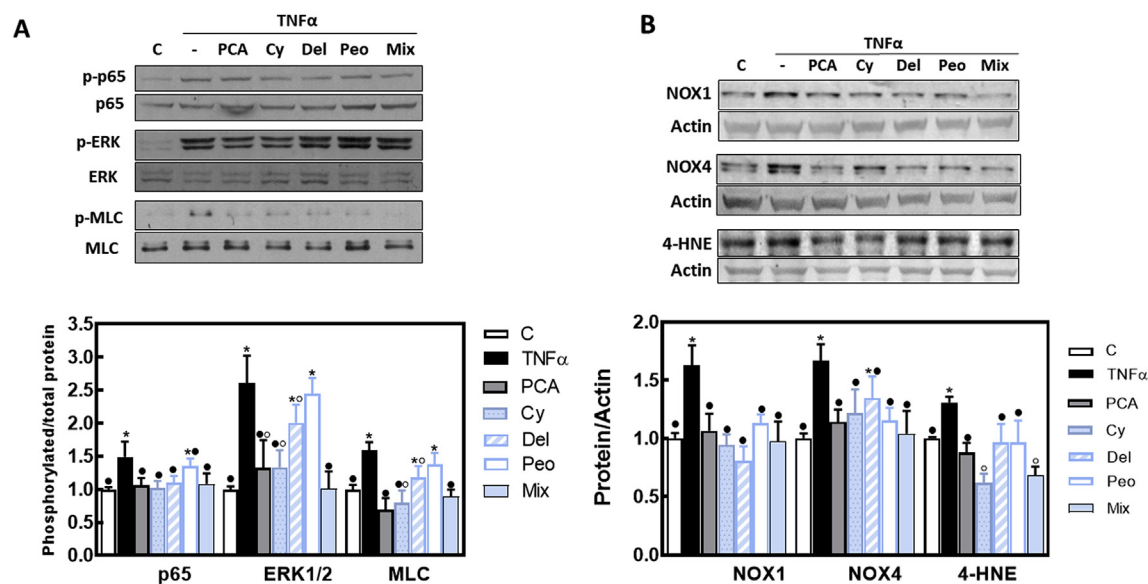 A
TNFα
C - PCA Cy Del Peo Mix
p-p65
p65
p-ERK
ERK
p-MLC
MLC
Phosphorylated/total protein
3.5
3.0
2.5
2.0
1.5
1.0
0.5
0.0
* ● ● ● ● *● ●
● * ●○ ●○ *○ * ●
● * ● ●○ *○ *● ●
p65 ERK1/2 MLC
C
TNFα
PCA
Cy
Del
Peo
Mix
B
TNFα
C - PCA Cy Del Peo Mix
NOX1
Actin
NOX4
Actin
4-HNE
Actin
Protein/Actin
2.0
1.5
1.0
0.5
0.0
NOX1 NOX4 4-HNE
C
TNFα
PCA
Cy
Del
Peo
Mix